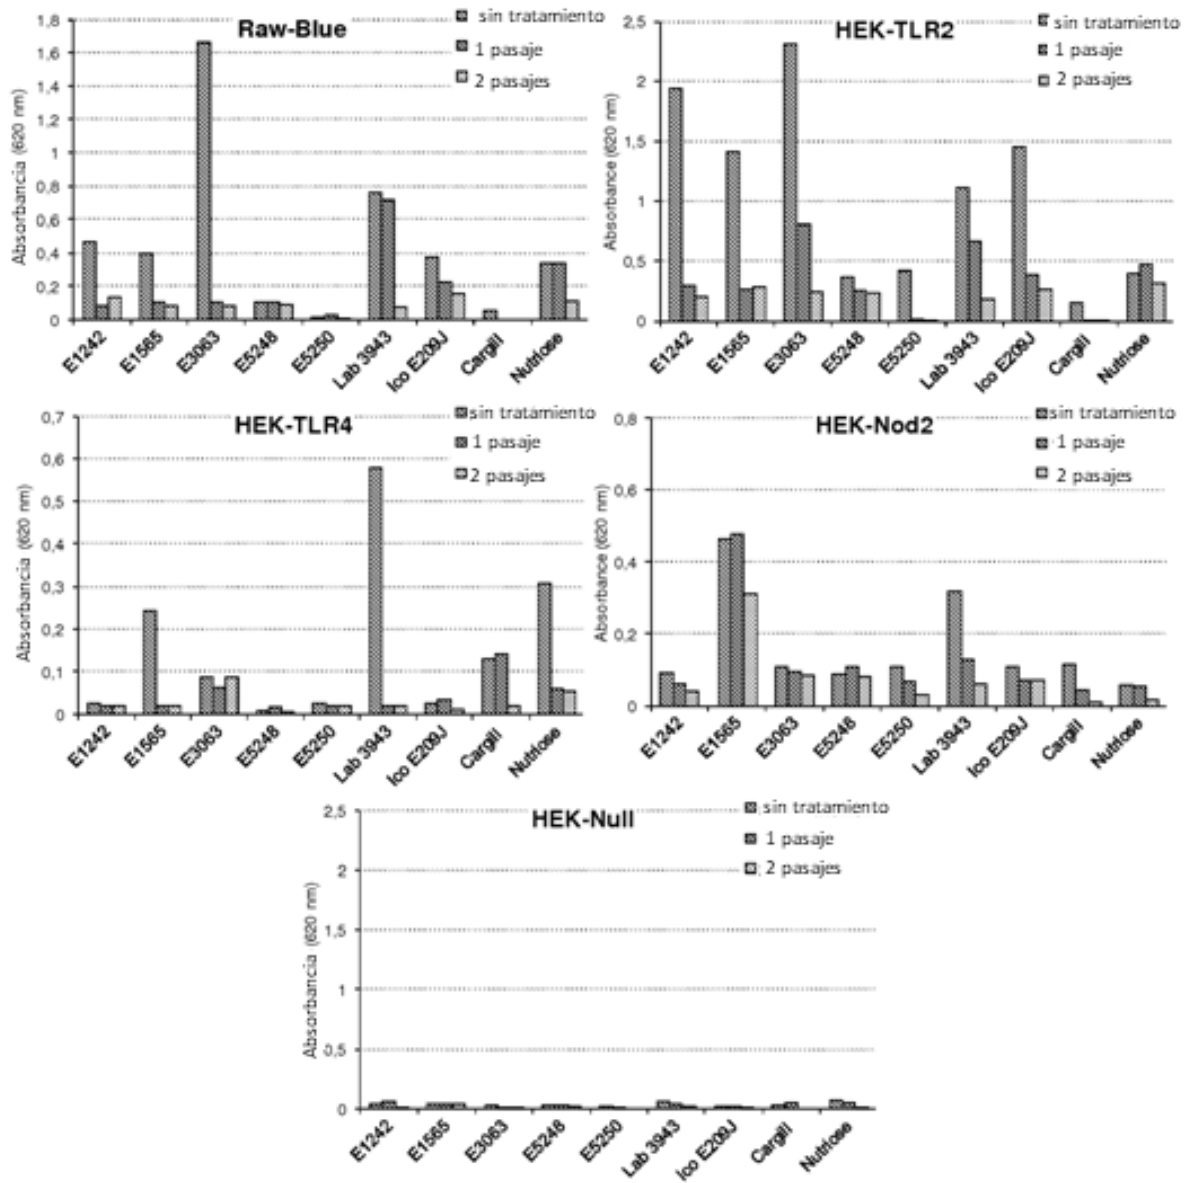 Raw-Blue
sin tratamiento
1 pasaje
2 pasajes
Absorbancia (620 nm)
1,8
1,6
1,4
1,2
1
0,8
0,6
0,4
0,2
0
E1242
E1565
E3063
E5248
E5250
Lab 3943
Ico E209J
Cargill
Nutriose
HEK-TLR2
sin tratamiento
1 pasaje
2 pasajes
Absorbance (620 nm)
2,5
2
1,5
1
0,5
0
E1242
E1565
E3063
E5248
E5250
Lab 3943
Ico E209J
Cargill
Nutriose
HEK-TLR4
sin tratamiento
1 pasaje
2 pasajes
Absorbancia (620 nm)
0,7
0,6
0,5
0,4
0,3
0,2
0,1
0
E1242
E1565
E3063
E5248
E5250
Lab 3943
Ico E209J
Cargill
Nutriose
HEK-Nod2
sin tratamiento
1 pasaje
2 pasajes
Absorbance (620 nm)
0,8
0,6
0,4
0,2
0
E1242
E1565
E3063
E5248
E5250
Lab 3943
Ico E209J
Cargill
Nutriose
HEK-Null
sin tratamiento
1 pasaje
2 pasajes
Absorbancia (620 nm)
2,5
2
1,5
1
0,5
0
E1242
E1565
E3063
E5248
E5250
Lab 3943
Ico E209J
Cargill
Nutriose